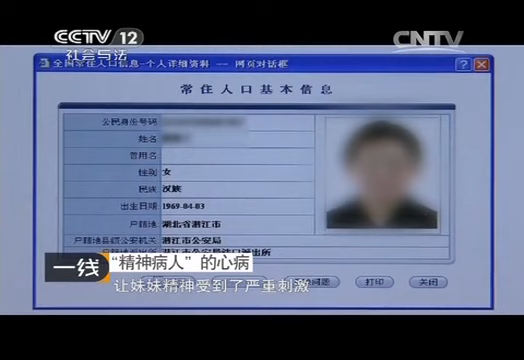 CCTV 12
社会与法
CNTV
全国常住人口信息-个人详细资料 -- 网页对话框
常 住 人 口 基 本 信 息
公民身份号码
姓名
曾用名
性别 女
民族 汉族
出生日期 1969-04-03
户籍地 湖北省潜江市
户籍地县级公安机关 潜江市公安局
打印
关闭
一线
“精神病人”的心病
让妹妹精神受到了严重刺激